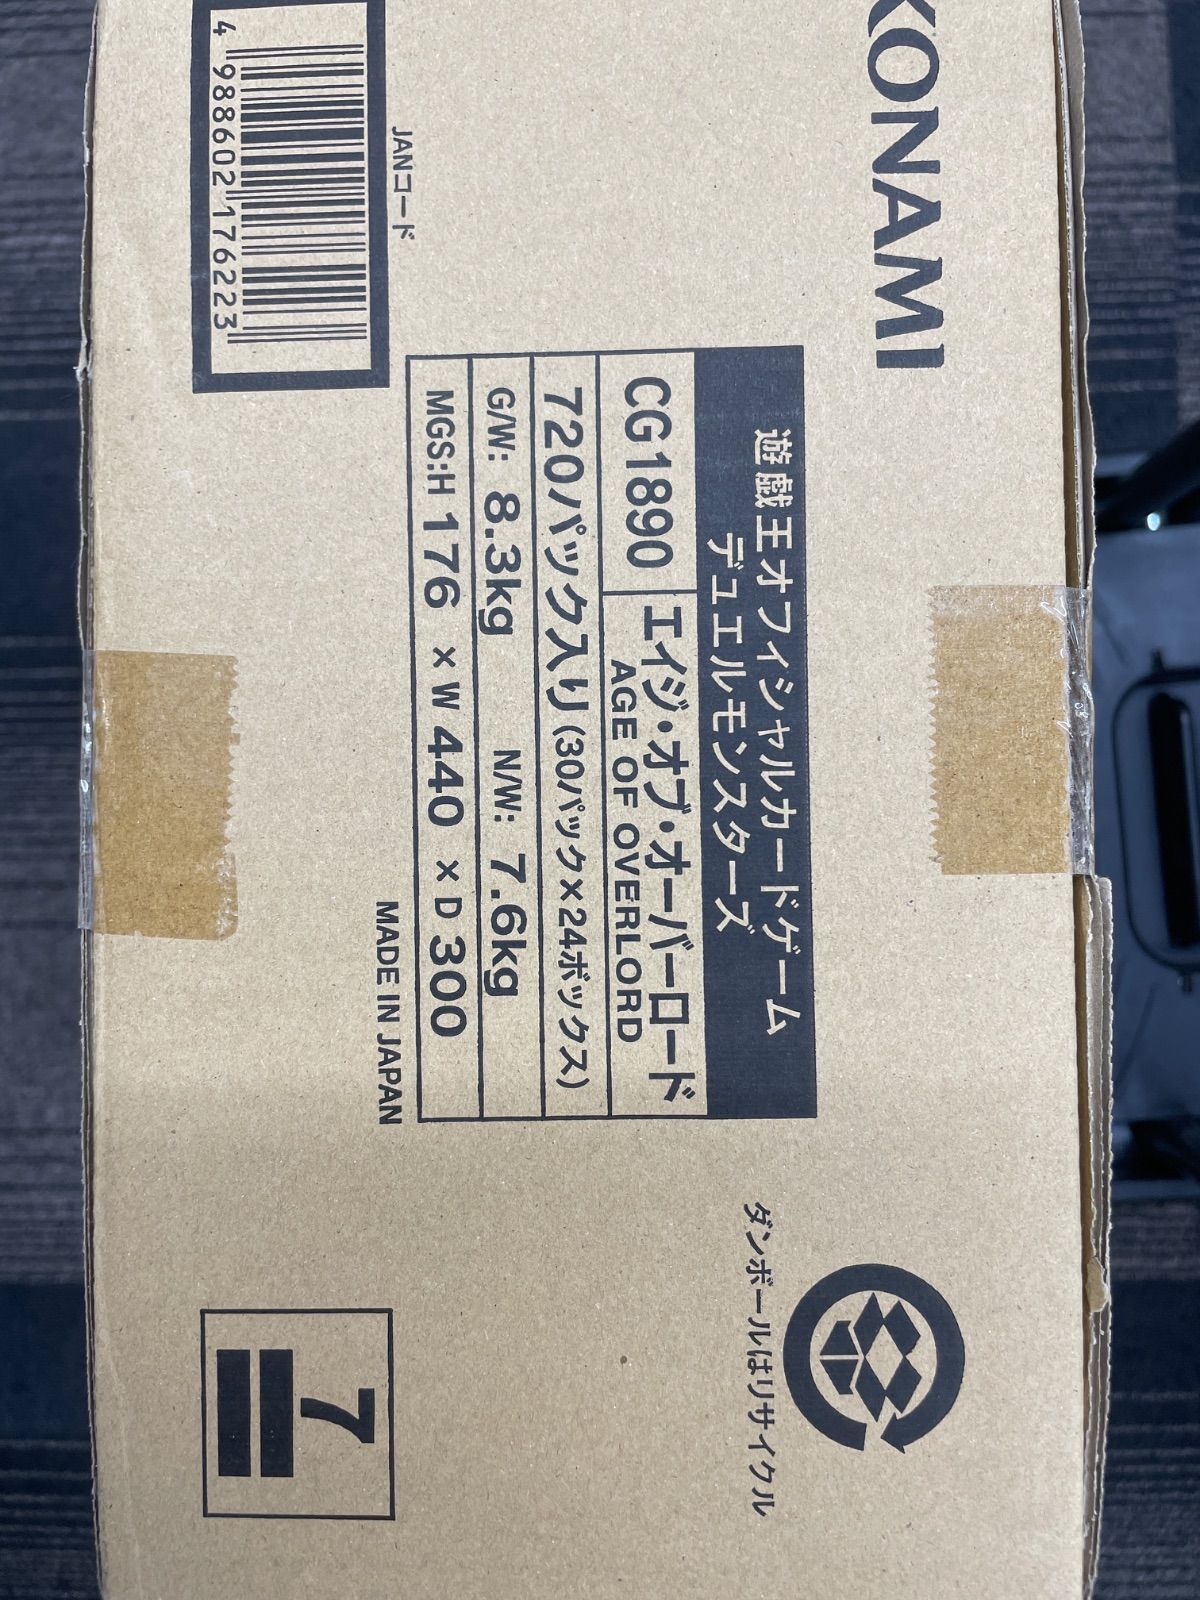 KONAMI
遊戯王オフィシャルカードゲーム
デュエルモンスターズ
CG1890
エイジ・オブ・オーバーロード
AGE OF OVERLORD
720パック入り(30パック×24ボックス)
G/W: 8.3kg N/W: 7.6kg
MGS:H 176 × W 440 × D 300
MADE IN JAPAN
JANコード
4 988602 176223
ダンボールはリサイクル
7